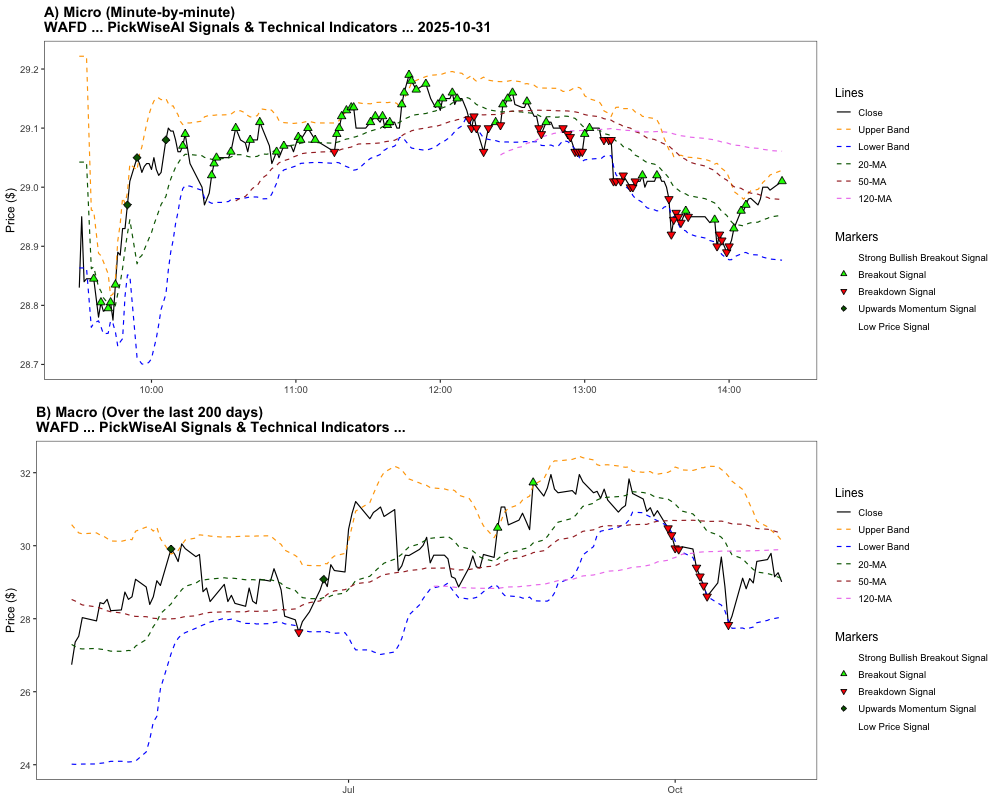 A) Micro (Minute-by-minute)
WAFD ... PickWiseAI Signals & Technical Indicators ... 2025-10-31
Price ($)
29.2
29.1
29.0
28.9
28.8
28.7
10:00
11:00
12:00
13:00
14:00
Lines
Close
Upper Band
Lower Band
20-MA
50-MA
120-MA
Markers
Strong Bullish Breakout Signal
Breakout Signal
Breakdown Signal
Upwards Momentum Signal
Low Price Signal
B) Macro (Over the last 200 days)
WAFD ... PickWiseAI Signals & Technical Indicators ...
Price ($)
32
30
28
26
24
Jul
Oct
Lines
Close
Upper Band
Lower Band
20-MA
50-MA
120-MA
Markers
Strong Bullish Breakout Signal
Breakout Signal
Breakdown Signal
Upwards Momentum Signal
Low Price Signal